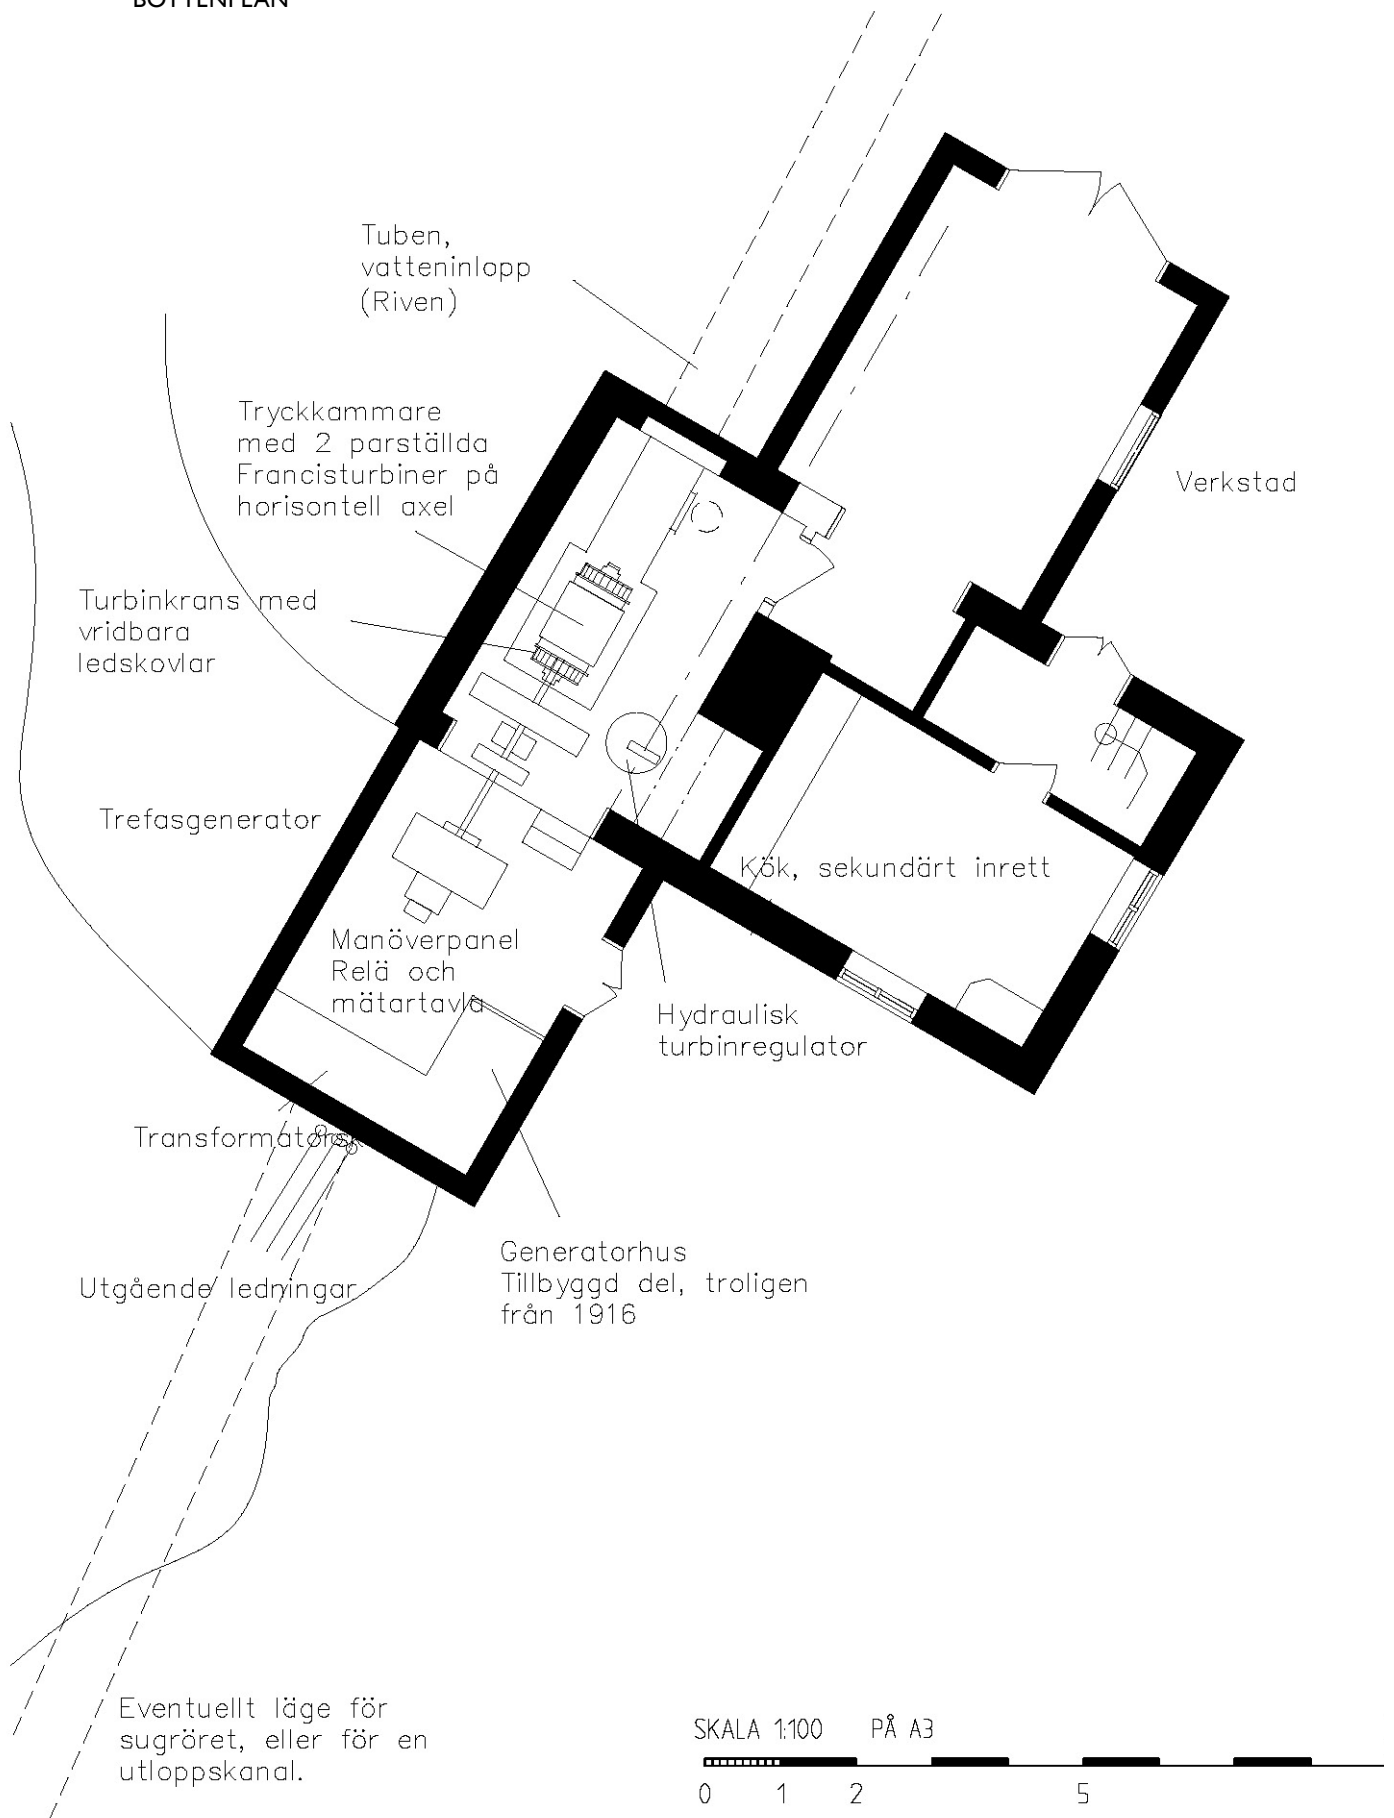 BOTTENPLAN
Tuben,
vatteninlopp
(Riven)
Tryckkammare
med 2 parställda
Francisturbiner på
horisontell axel
Verkstad
Turbinkrans med
vridbara
ledskovlar
Trefasgenerator
Kök, sekundärt inrett
Manöverpanel
Relä och
mätartavla
Hydraulisk
turbinregulator
Utgående ledningar
Generatorhus
Tillbyggd del, troligen
från 1916
Eventuellt läge för
sugröret, eller för en
utloppskanal.
SKALA 1:100 PÅ A3
0 1 2 5